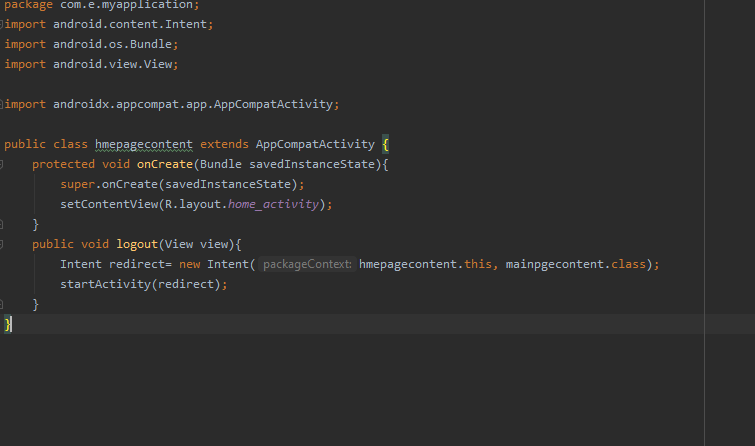 package com.e.myapplication;
import android.content.Intent;
import android.os.Bundle;
import android.view.View;
import androidx.appcompat.app.AppCompatActivity;
public class hmepagecontent extends AppCompatActivity {
protected void onCreate(Bundle savedInstanceState){
super.onCreate(savedInstanceState);
setContentView(R.layout.home_activity);
}
public void logout(View view){
Intent redirect= new Intent( packageContext: hmepagecontent.this, mainpgecontent.class);
startActivity(redirect);
}
}